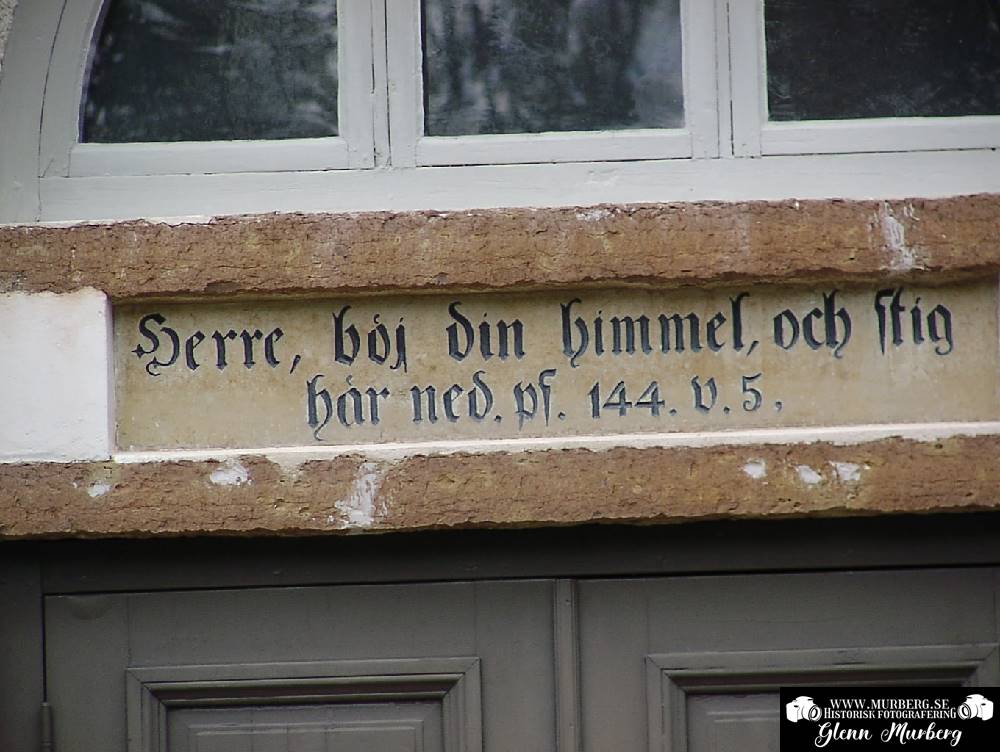 Herre, böj din himmel, och stig
här ned. ps. 144. v. 5.
WWW.MURBERG.SE
HISTORISK FOTOGRAFERING
Glenn Murberg